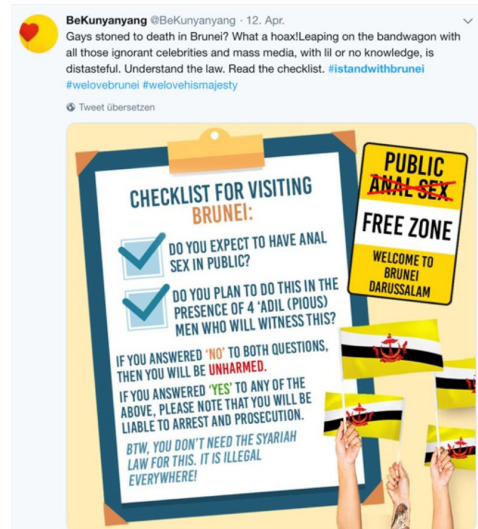 BeKunyanyang @BeKunyanyang · 12. Apr.
Gays stoned to death in Brunei? What a hoax!Leaping on the bandwagon with
all those ignorant celebrities and mass media, with lil or no knowledge, is
distasteful. Understand the law. Read the checklist. #istandwithbrunei
#welovebrunei #welovehismajesty
Tweet übersetzen
CHECKLIST FOR VISITING
BRUNEI:
DO YOU EXPECT TO HAVE ANAL
SEX IN PUBLIC?
DO YOU PLAN TO DO THIS IN THE
PRESENCE OF 4 'ADIL (PIOUS)
MEN WHO WILL WITNESS THIS?
IF YOU ANSWERED 'NO' TO BOTH QUESTIONS,
THEN YOU WILL BE UNHARMED.
IF YOU ANSWERED 'YES' TO ANY OF THE
ABOVE, PLEASE NOTE THAT YOU WILL BE
LIABLE TO ARREST AND PROSECUTION.
BTW, YOU DON'T NEED THE SYARIAH
LAW FOR THIS. IT IS ILLEGAL
EVERYWHERE!
PUBLIC
ANAL SEX
FREE ZONE
WELCOME TO
BRUNEI
DARUSSALAM